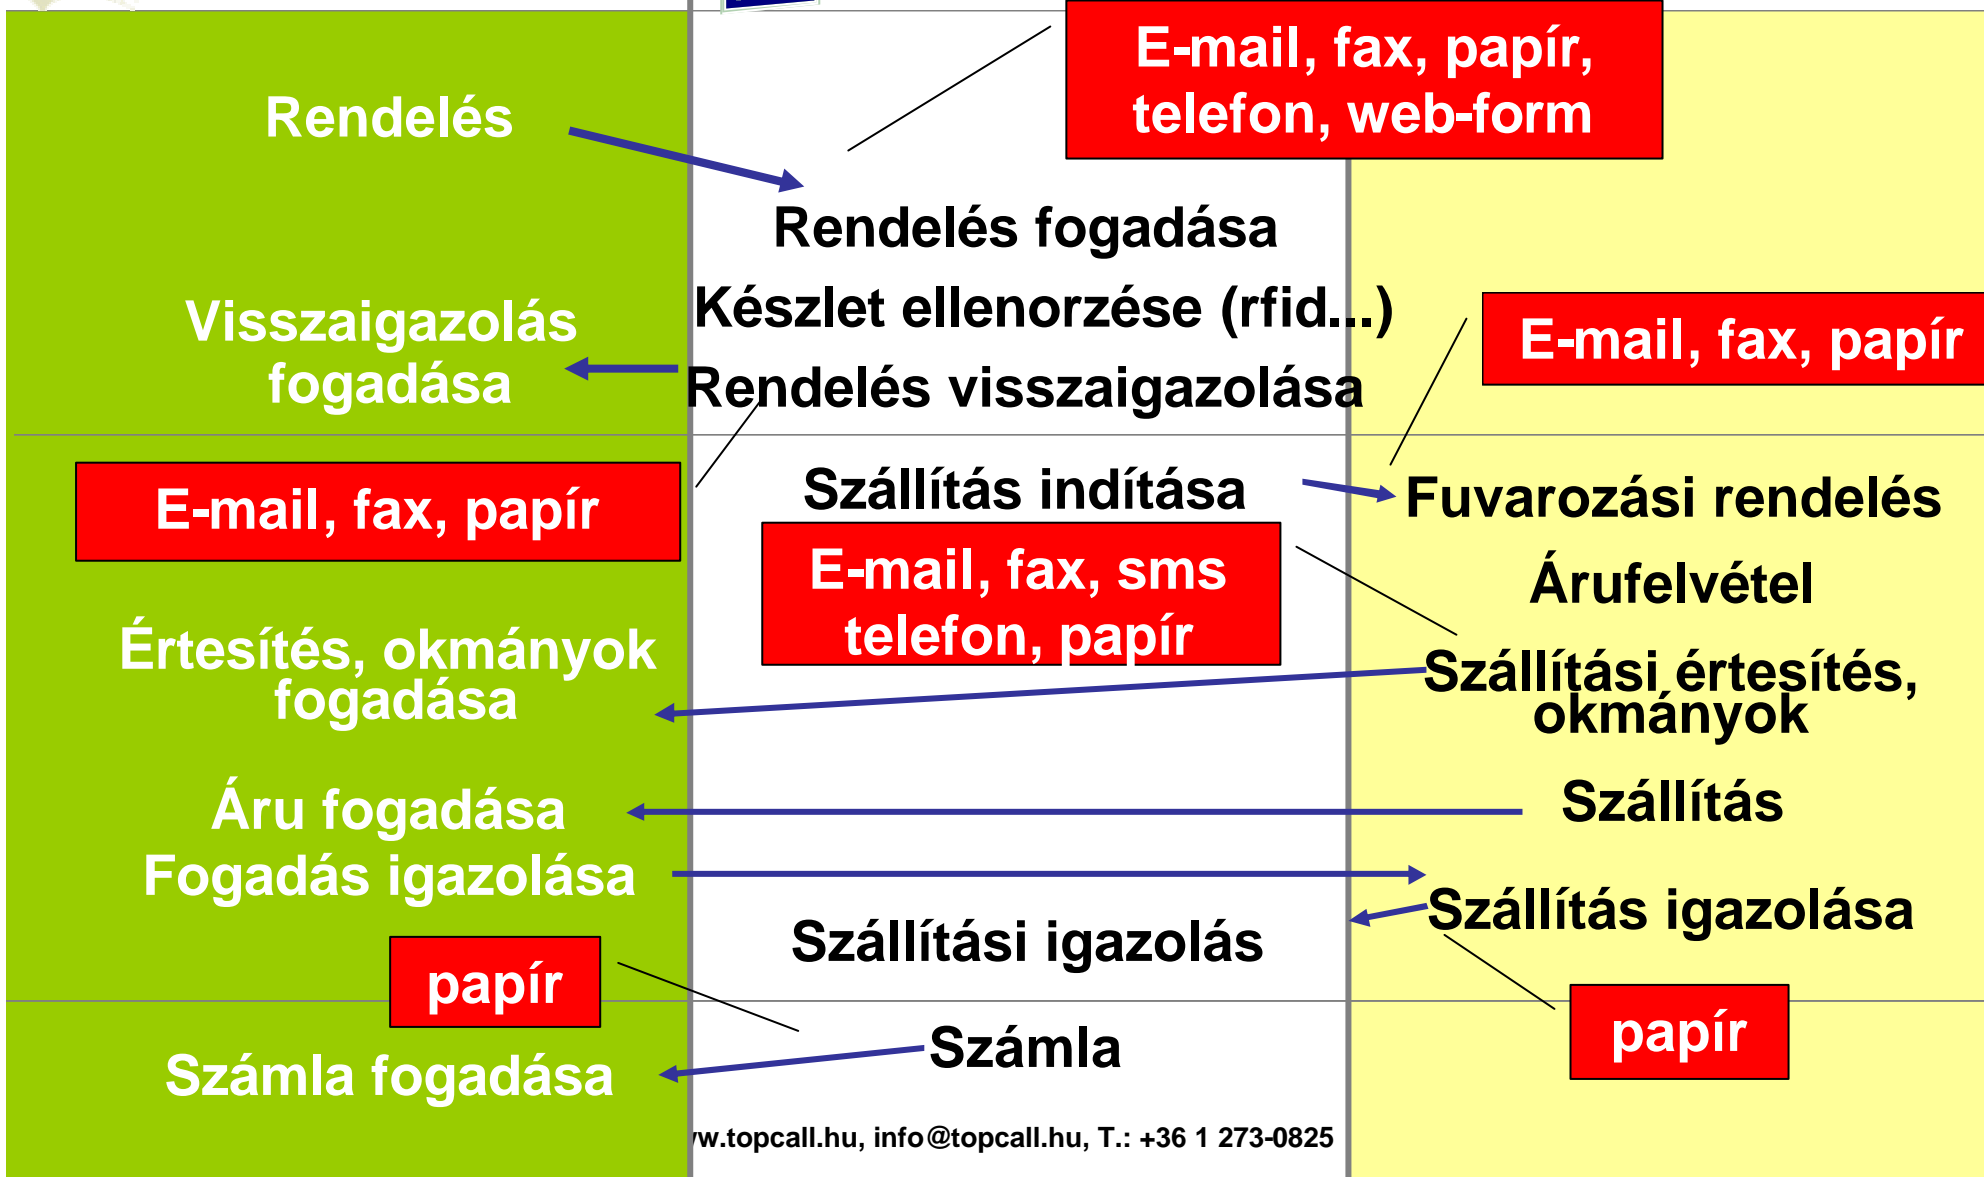 E-mail, fax, papír,
telefon, web-form
Rendelés
Rendelés fogadása
Készlet ellenorzése (rfid...)
Visszaigazolás
fogadása
E-mail, fax, papír
Rendelés visszaigazolása
E-mail, fax, papír
Szállítás indítása
Fuvarozási rendelés
E-mail, fax, sms
telefon, papír
Árufelvétel
Értesítés, okmányok
fogadása
Szállítási értesítés,
okmányok
Áru fogadása
Szállítás
Fogadás igazolása
Szállítás igazolása
Szállítási igazolás
papír
papír
Számla
Számla fogadása
w.topcall.hu, info@topcall.hu, T.: +36 1 273-0825